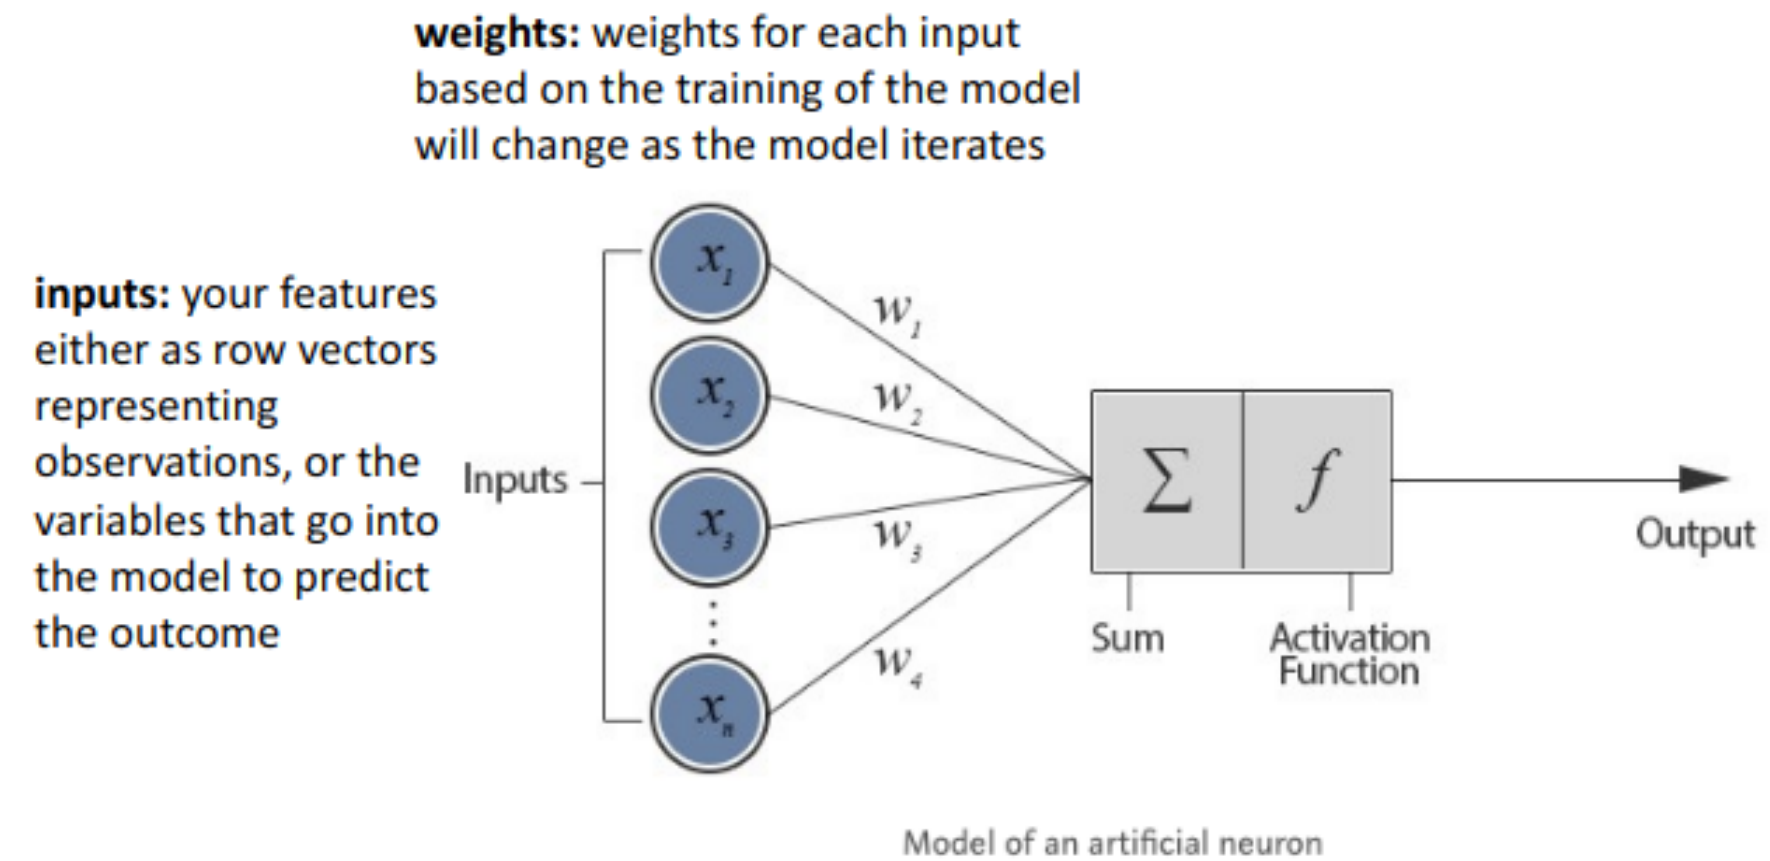 weights: weights for each input
based on the training of the model
will change as the model iterates
inputs: your features
either as row vectors
representing
observations, or the
variables that go into
the model to predict
the outcome
Inputs
x₁
x₂
x₃
⋮
xₙ
w₁
w₂
w₃
w₄
Σ
f
Sum
Activation
Function
Output
Model of an artificial neuron